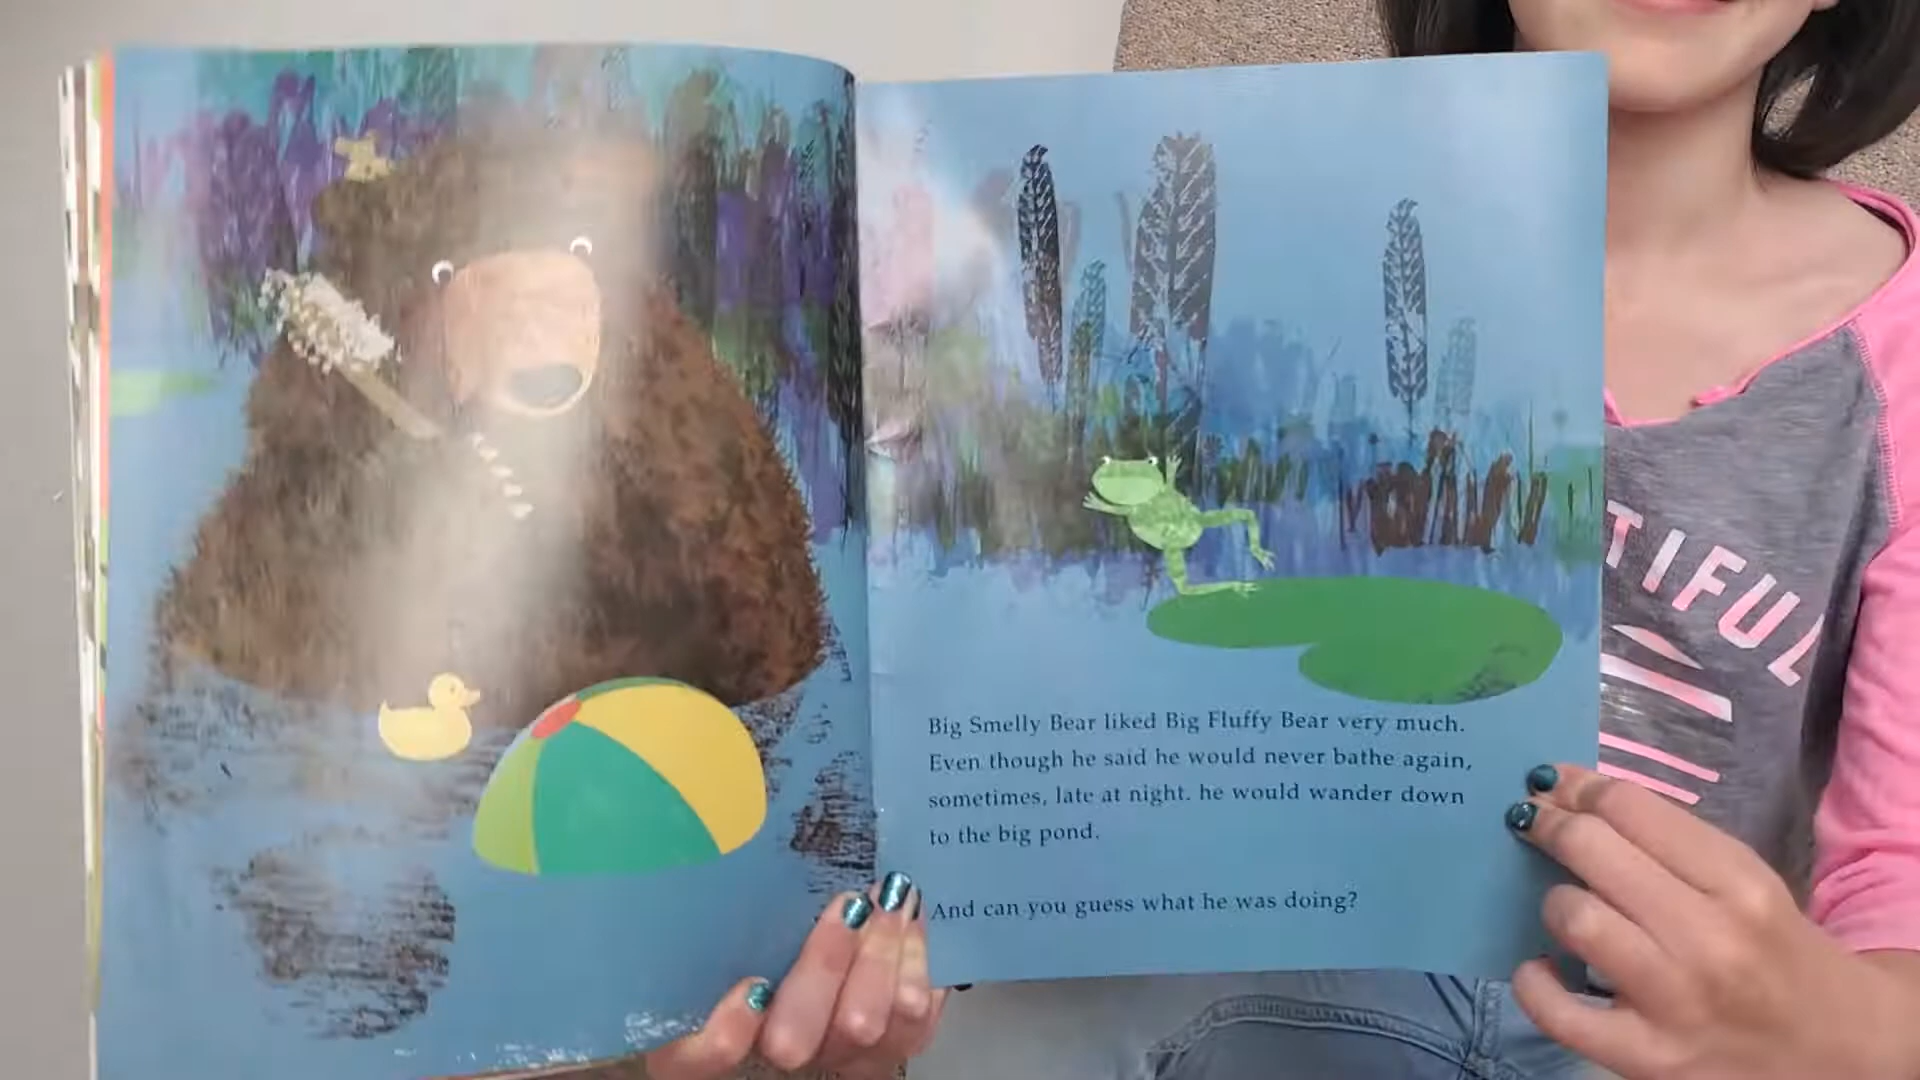 Big Smelly Bear liked Big Fluffy Bear very much.
Even though he said he would never bathe again,
sometimes, late at night. he would wander down
to the big pond.
And can you guess what he was doing?
TIFUL